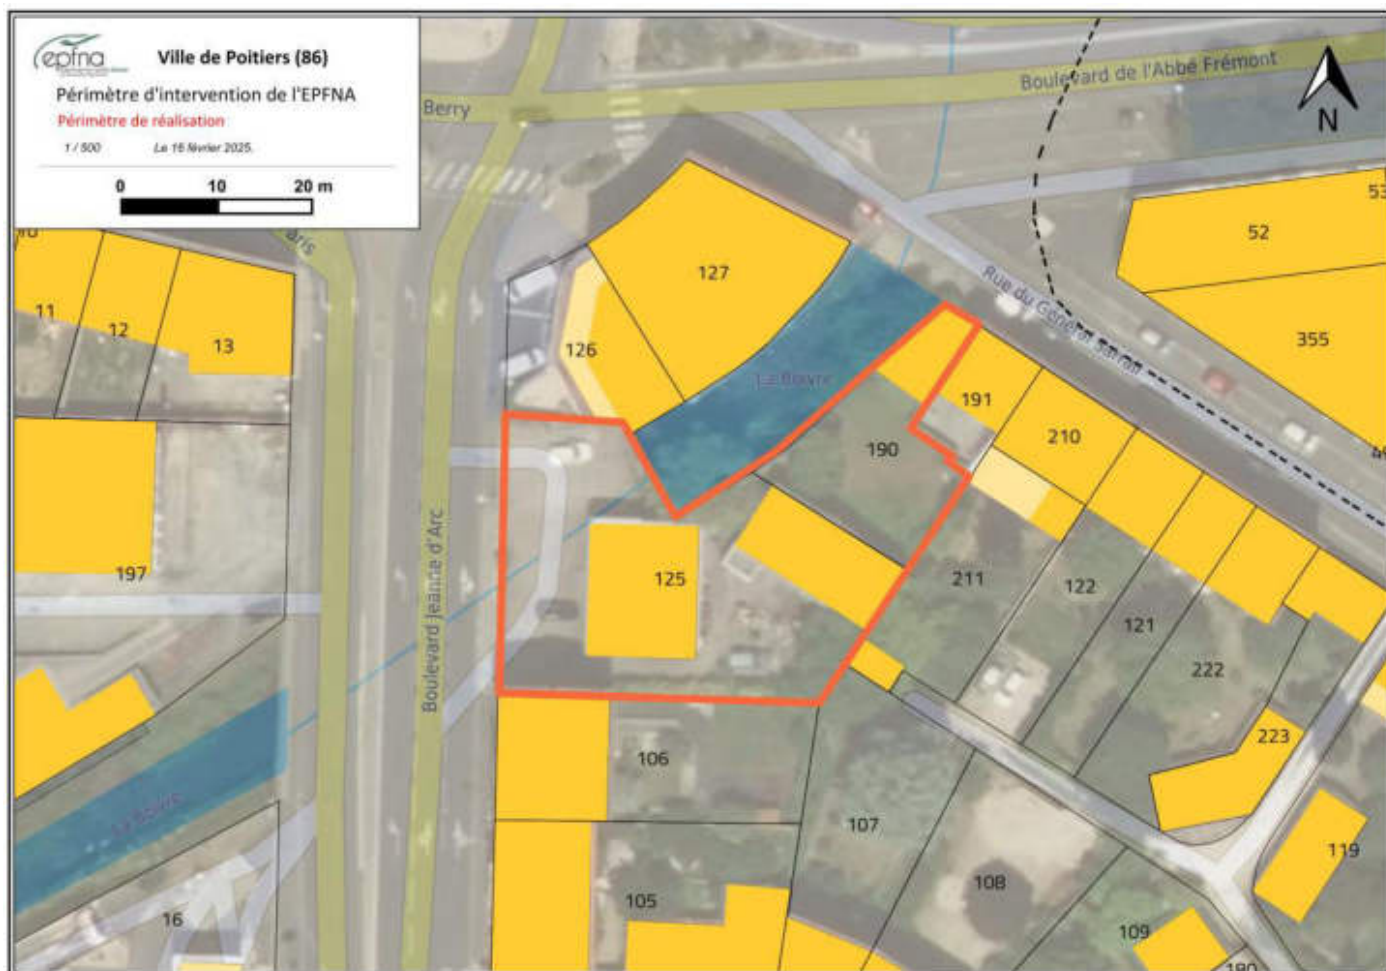 epfna
Ville de Poitiers (86)
Périmètre d'intervention de l'EPFNA
Périmètre de réalisation
1 / 500 Le 16 février 2025.
0 10 20 m
Berry
Boulevard de l'Abbé Frémont
N
53
52
355
Rue du Général Sarrail
127
126
La Boivre
11
12
13
191
190
210
197
Boulevard Jeanne d'Arc
125
211
122
121
222
223
106
107
119
La Boivre
16
105
108
109